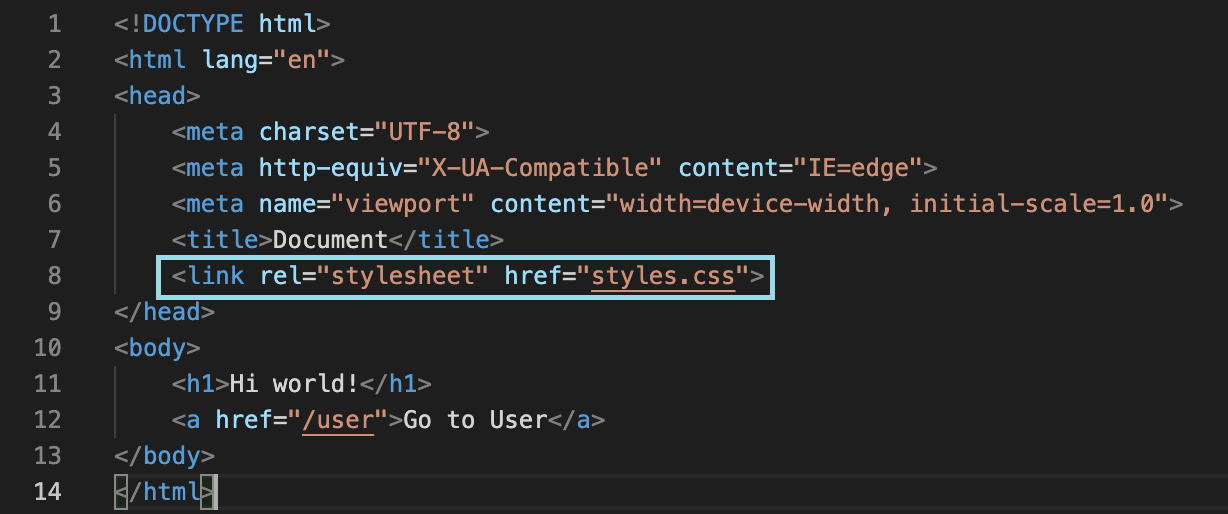 1 <!DOCTYPE html>
2 <html lang="en">
3 <head>
4     <meta charset="UTF-8">
5     <meta http-equiv="X-UA-Compatible" content="IE=edge">
6     <meta name="viewport" content="width=device-width, initial-scale=1.0">
7     <title>Document</title>
8     <link rel="stylesheet" href="styles.css">
9 </head>
10 <body>
11     <h1>Hi world!</h1>
12     <a href="/user">Go to User</a>
13 </body>
14 </html>